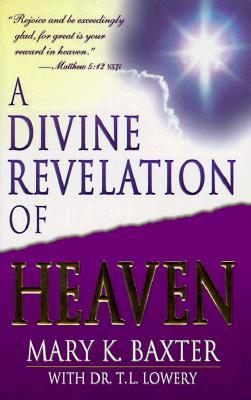 "Rejoice and be exceedingly
glad, for great is your
reward in heaven."
—Matthew 5:12 NKJV
A
DIVINE
REVELATION
OF
HEAVEN
MARY K. BAXTER
WITH DR. T.L. LOWERY